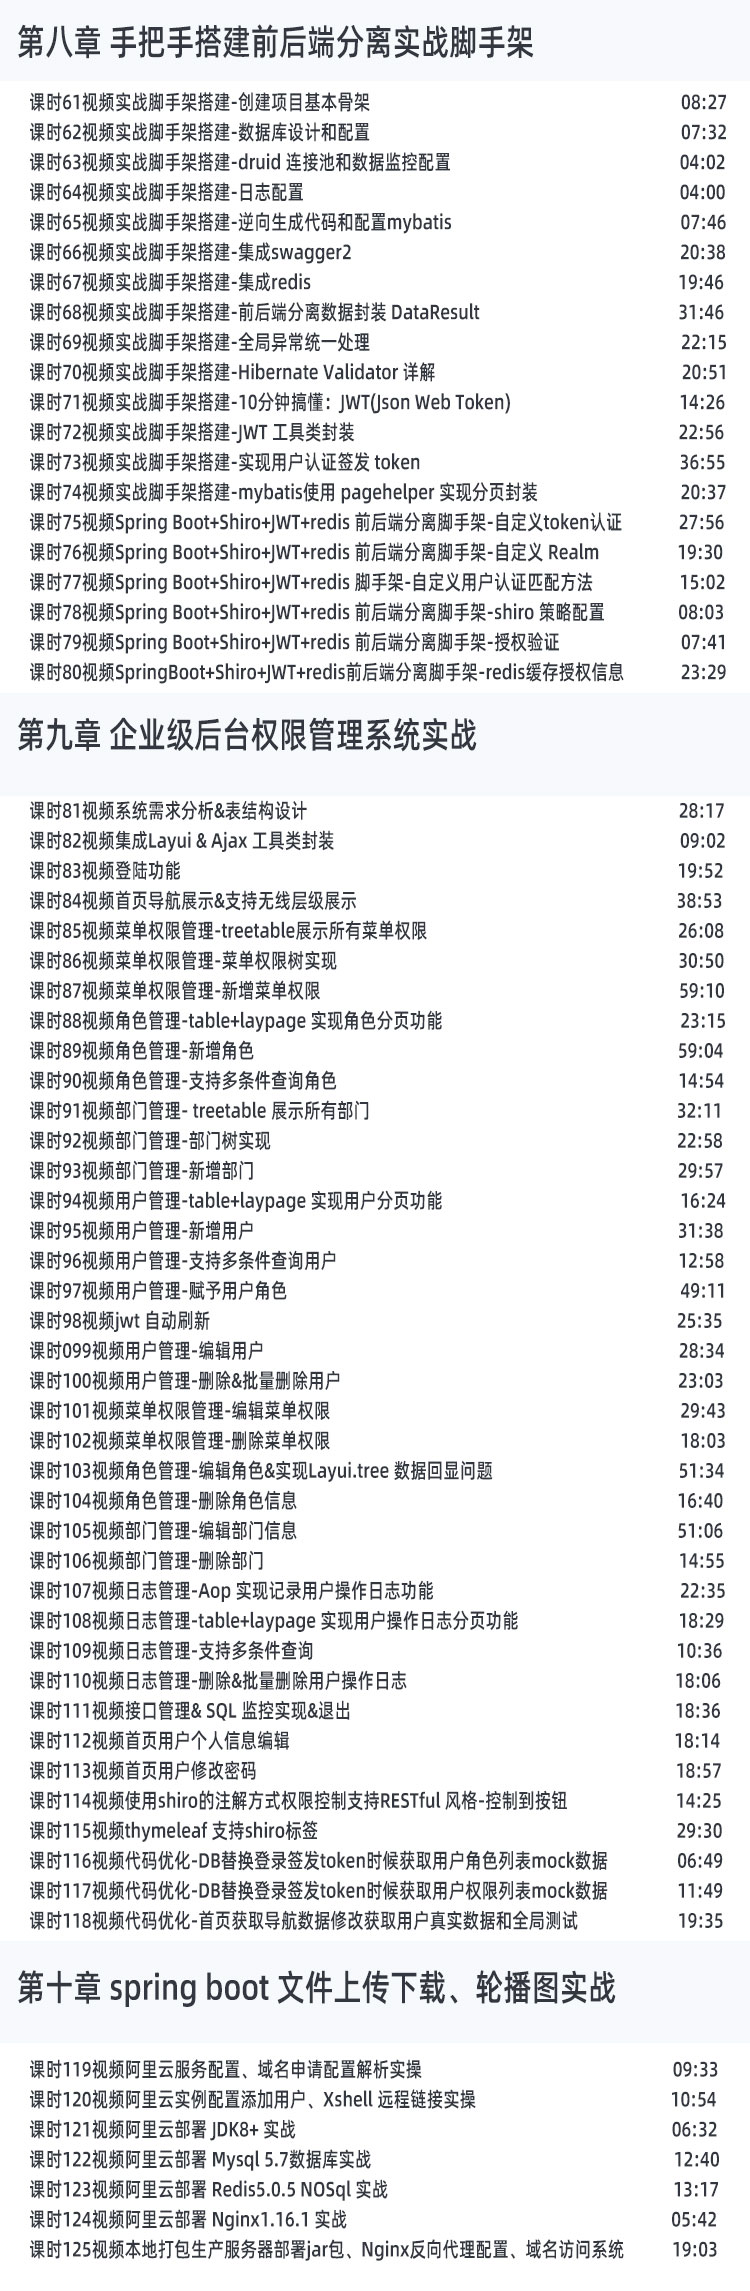 第八章 手把手搭建前后端分离实战脚手架
课时61视频实战脚手架搭建-创建项目基本骨架 08:27
课时62视频实战脚手架搭建-数据库设计和配置 07:32
课时63视频实战脚手架搭建-druid 连接池和数据监控配置 04:02
课时64视频实战脚手架搭建-日志配置 04:00
课时65视频实战脚手架搭建-逆向生成代码和配置mybatis 07:46
课时66视频实战脚手架搭建-集成swagger2 20:38
课时67视频实战脚手架搭建-集成redis 19:46
课时68视频实战脚手架搭建-前后端分离数据封装 DataResult 31:46
课时69视频实战脚手架搭建-全局异常统一处理 22:15
课时70视频实战脚手架搭建-Hibernate Validator 详解 20:51
课时71视频实战脚手架搭建-10分钟搞懂：JWT(Json Web Token) 14:26
课时72视频实战脚手架搭建-JWT 工具类封装 22:56
课时73视频实战脚手架搭建-实现用户认证签发 token 36:55
课时74视频实战脚手架搭建-mybatis使用 pagehelper 实现分页封装 20:37
课时75视频Spring Boot+Shiro+JWT+redis 前后端分离脚手架-自定义token认证 27:56
课时76视频Spring Boot+Shiro+JWT+redis 前后端分离脚手架-自定义 Realm 19:30
课时77视频Spring Boot+Shiro+JWT+redis 脚手架-自定义用户认证匹配方法 15:02
课时78视频Spring Boot+Shiro+JWT+redis 前后端分离脚手架-shiro 策略配置 08:03
课时79视频Spring Boot+Shiro+JWT+redis 前后端分离脚手架-授权验证 07:41
课时80视频SpringBoot+Shiro+JWT+redis前后端分离脚手架-redis缓存授权信息 23:29
第九章 企业级后台权限管理系统实战
课时81视频系统需求分析&表结构设计 28:17
课时82视频集成Layui & Ajax 工具类封装 09:02
课时83视频登陆功能 19:52
课时84视频首页导航展示&支持无线层级展示 38:53
课时85视频菜单权限管理-treetable展示所有菜单权限 26:08
课时86视频菜单权限管理-菜单权限树实现 30:50
课时87视频菜单权限管理-新增菜单权限 59:10
课时88视频角色管理-table+laypage 实现角色分页功能 23:15
课时89视频角色管理-新增角色 59:04
课时90视频角色管理-支持多条件查询角色 14:54
课时91视频部门管理- treetable 展示所有部门 32:11
课时92视频部门管理-部门树实现 22:58
课时93视频部门管理-新增部门 29:57
课时94视频用户管理-table+laypage 实现用户分页功能 16:24
课时95视频用户管理-新增用户 31:38
课时96视频用户管理-支持多条件查询用户 12:58
课时97视频用户管理-赋予用户角色 49:11
课时98视频jwt 自动刷新 25:35
课时099视频用户管理-编辑用户 28:34
课时100视频用户管理-删除&批量删除用户 23:03
课时101视频菜单权限管理-编辑菜单权限 29:43
课时102视频菜单权限管理-删除菜单权限 18:03
课时103视频角色管理-编辑角色&实现Layui.tree 数据回显问题 51:34
课时104视频角色管理-删除角色信息 16:40
课时105视频部门管理-编辑部门信息 51:06
课时106视频部门管理-删除部门 14:55
课时107视频日志管理-Aop 实现记录用户操作日志功能 22:35
课时108视频日志管理-table+laypage 实现用户操作日志分页功能 18:29
课时109视频日志管理-支持多条件查询 10:36
课时110视频日志管理-删除&批量删除用户操作日志 18:06
课时111视频接口管理& SQL 监控实现&退出 18:36
课时112视频首页用户个人信息编辑 18:14
课时113视频首页用户修改密码 18:57
课时114视频使用shiro的注解方式权限控制支持RESTful 风格-控制到按钮 14:25
课时115视频thymeleaf 支持shiro标签 29:30
课时116视频代码优化-DB替换登录签发token时候获取用户角色列表mock数据 06:49
课时117视频代码优化-DB替换登录签发token时候获取用户权限列表mock数据 11:49
课时118视频代码优化-首页获取导航数据修改获取用户真实数据和全局测试 19:35
第十章 spring boot 文件上传下载、轮播图实战
课时119视频阿里云服务配置、域名申请配置解析实操 09:33
课时120视频阿里云实例配置添加用户、Xshell 远程链接实操 10:54
课时121视频阿里云部署 JDK8+ 实战 06:32
课时122视频阿里云部署 Mysql 5.7数据库实战 12:40
课时123视频阿里云部署 Redis5.0.5 NOSql 实战 13:17
课时124视频阿里云部署 Nginx1.16.1 实战 05:42
课时125视频本地打包生产服务器部署jar包、Nginx反向代理配置、域名访问系统 19:03